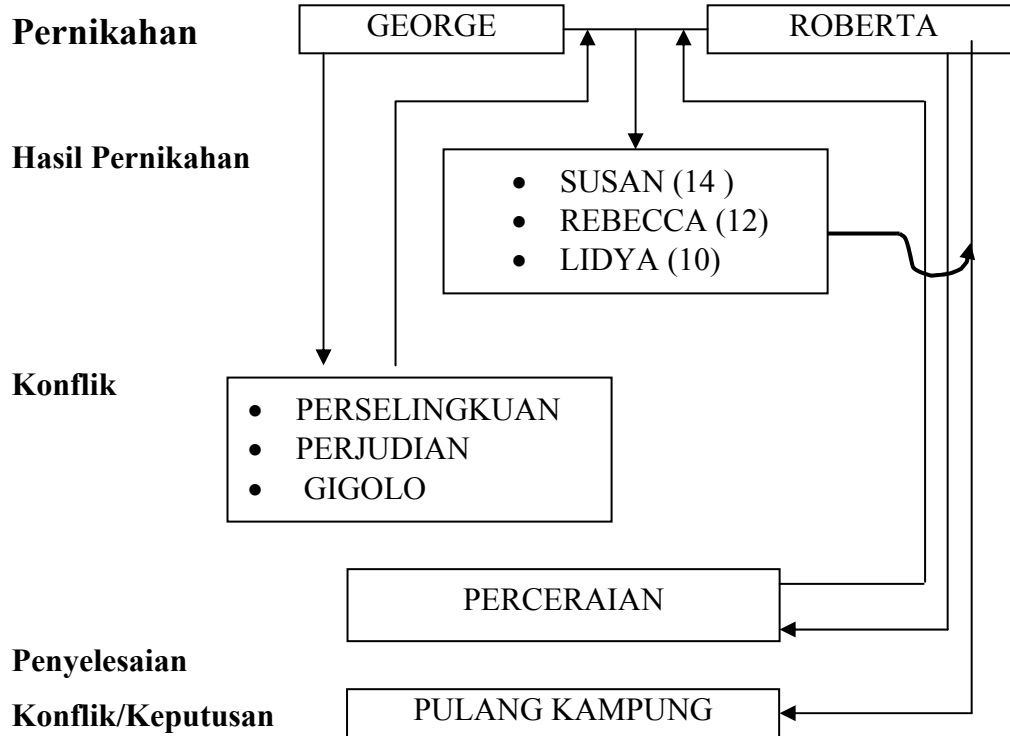 Pernikahan
GEORGE
ROBERTA
Hasil Pernikahan
• SUSAN (14 )
• REBECCA (12)
• LIDYA (10)
Konflik
• PERSELINGKUAN
• PERJUDIAN
• GIGOLO
PERCERAIAN
Penyelesaian
Konflik/Keputusan
PULANG KAMPUNG